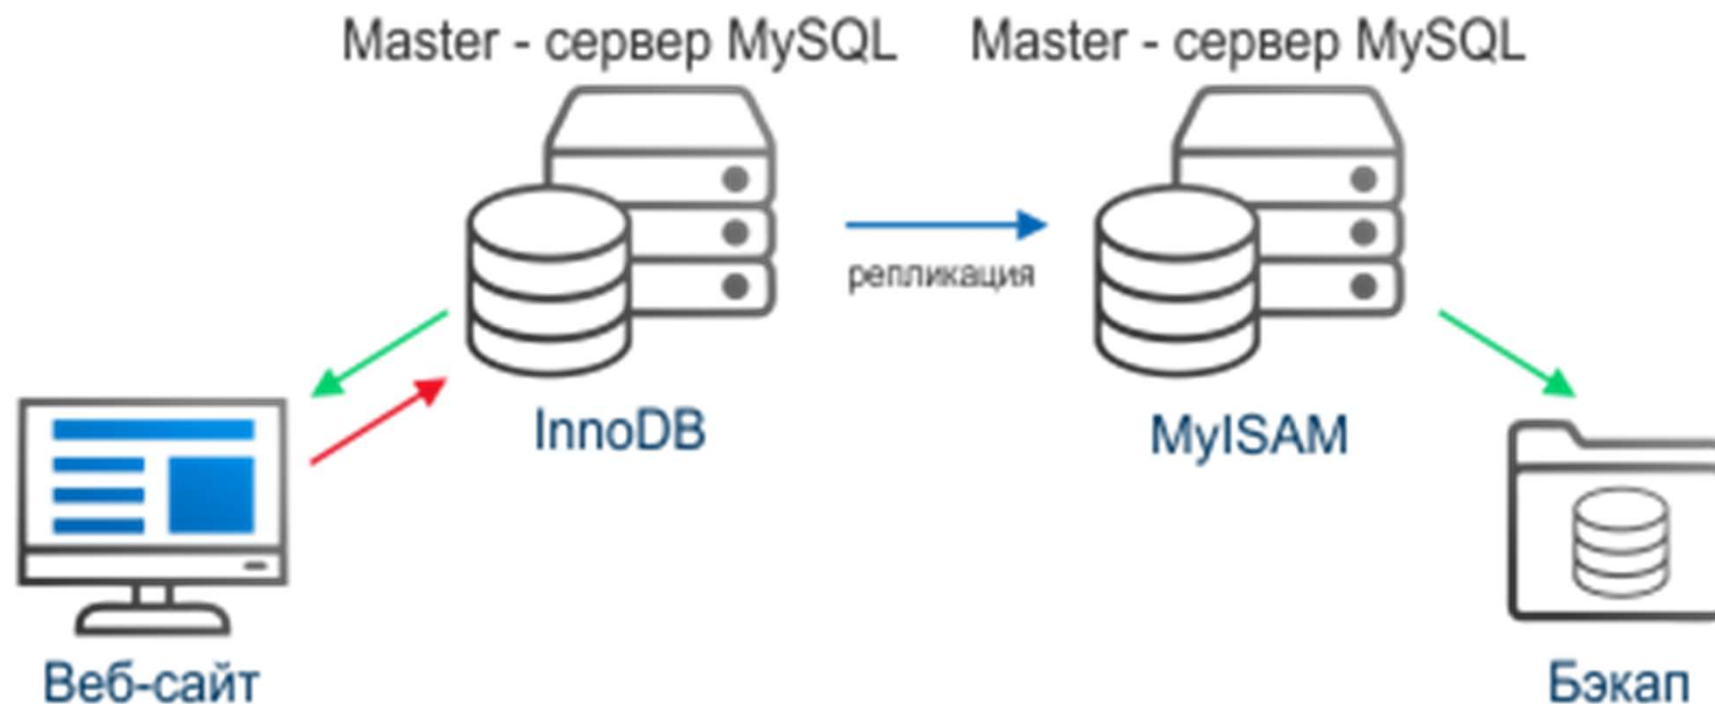 Master - сервер MySQL
Master - сервер MySQL
репликация
InnoDB
MyISAM
Веб-сайт
Бэкап